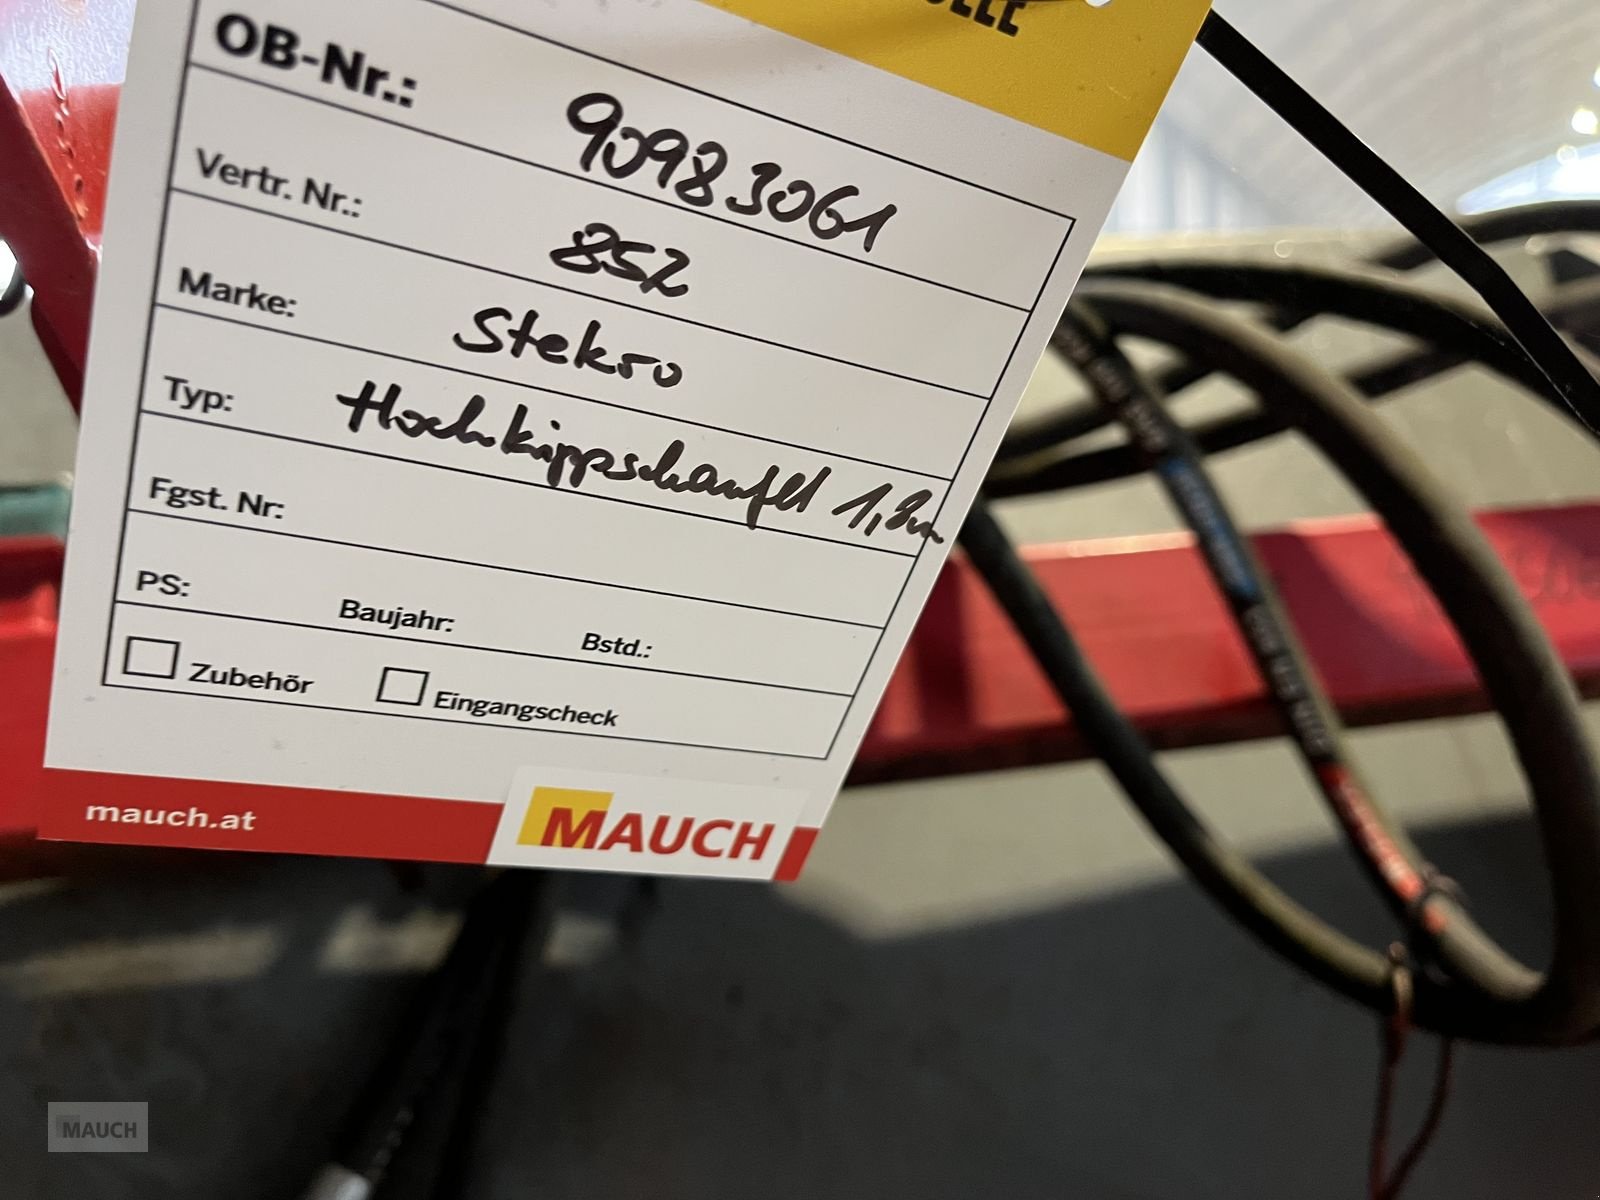 OB-Nr.: 90983061
Vertr. Nr.: 852
Marke: Stekro
Typ: Hochkippschaufel 1,8m
Fgst. Nr:
PS: Baujahr: Bstd.:
Zubehör Eingangscheck
mauch.at MAUCH
MAUCH